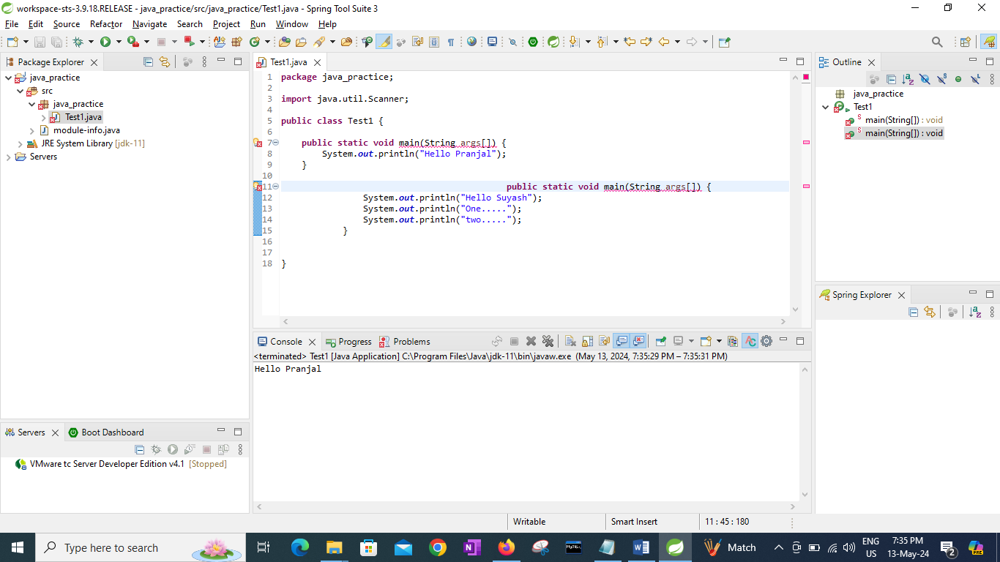 workspace-sts-3.9.18.RELEASE - java_practice/src/java_practice/Test1.java - Spring Tool Suite 3
File Edit Source Refactor Navigate Search Project Run Window Help
Package Explorer
java_practice
src
java_practice
Test1.java
module-info.java
JRE System Library [jdk-11]
Servers
Test1.java
1 package java_practice;
2
3 import java.util.Scanner;
4
5 public class Test1 {
6
7 public static void main(String args[]) {
8 System.out.println("Hello Pranjal");
9 }
10
11 public static void main(String args[]) {
12 System.out.println("Hello Suyash");
13 System.out.println("One.....");
14 System.out.println("two.....");
15 }
16
17
18 }
Outline
java_practice
Test1
main(String[]) : void
main(String[]) : void
Spring Explorer
Console Progress Problems
<terminated> Test1 [Java Application] C:\Program Files\Java\jdk-11\bin\javaw.exe (May 13, 2024, 7:35:29 PM – 7:35:31 PM)
Hello Pranjal
Servers Boot Dashboard
VMware tc Server Developer Edition v4.1 [Stopped]
Writable Smart Insert 11 : 45 : 180
Type here to search
Match
ENG
US
7:35 PM
13-May-24
2